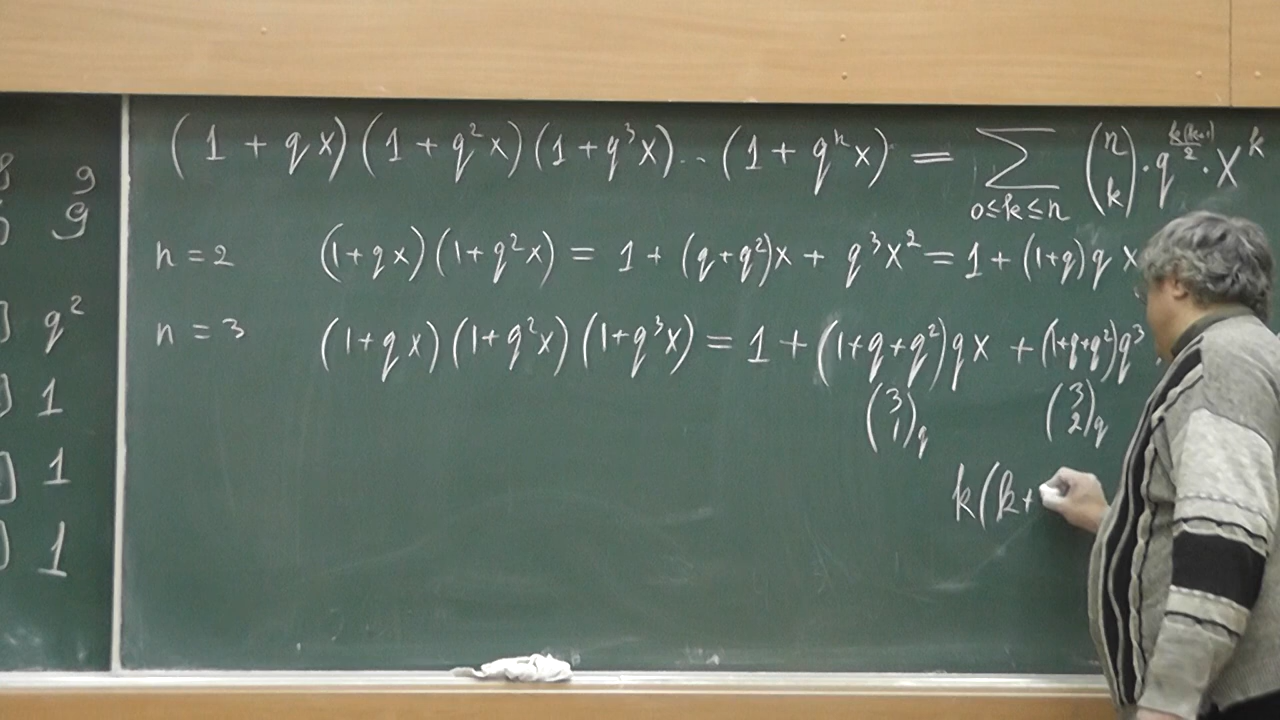 (1 + qx)(1 + q²x)(1 + q³x)...(1 + qⁿx) = ∑_{0≤k≤n} (n k) · q^{k(k+1)/2} · x^k
n = 2 (1+qx)(1+q²x) = 1 + (q+q²)x + q³x² = 1 + (1+q)qx
n = 3 (1+qx)(1+q²x)(1+q³x) = 1 + (1+q+q²)qx + (1+q+q²)q³
(3 1)_q (3 2)_q
k(k+
9
9
q²
1
1
1